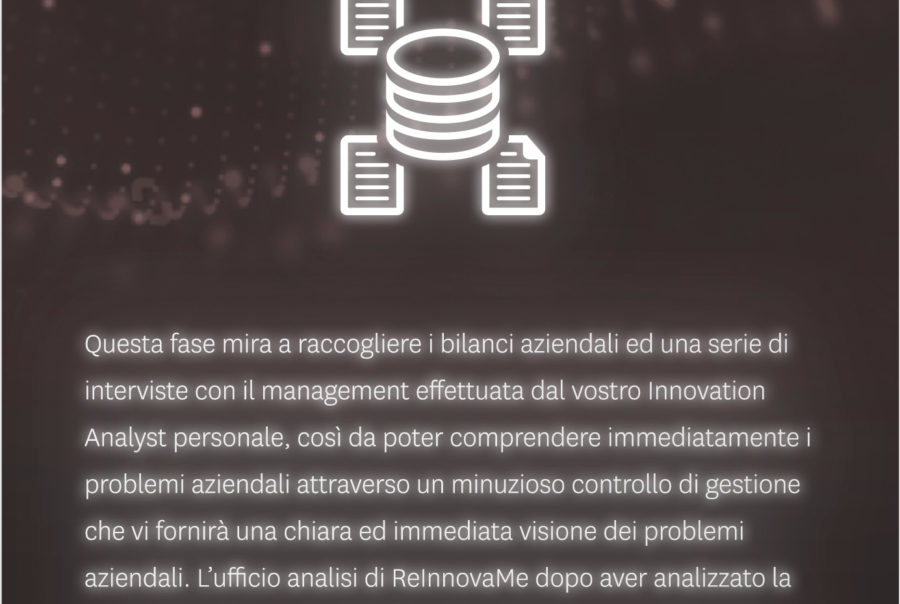 Questa fase mira a raccogliere i bilanci aziendali ed una serie di
interviste con il management effettuata dal vostro Innovation
Analyst personale, così da poter comprendere immediatamente i
problemi aziendali attraverso un minuzioso controllo di gestione
che vi fornirà una chiara ed immediata visione dei problemi
aziendali. L’ufficio analisi di ReInnovaMe dopo aver analizzato la